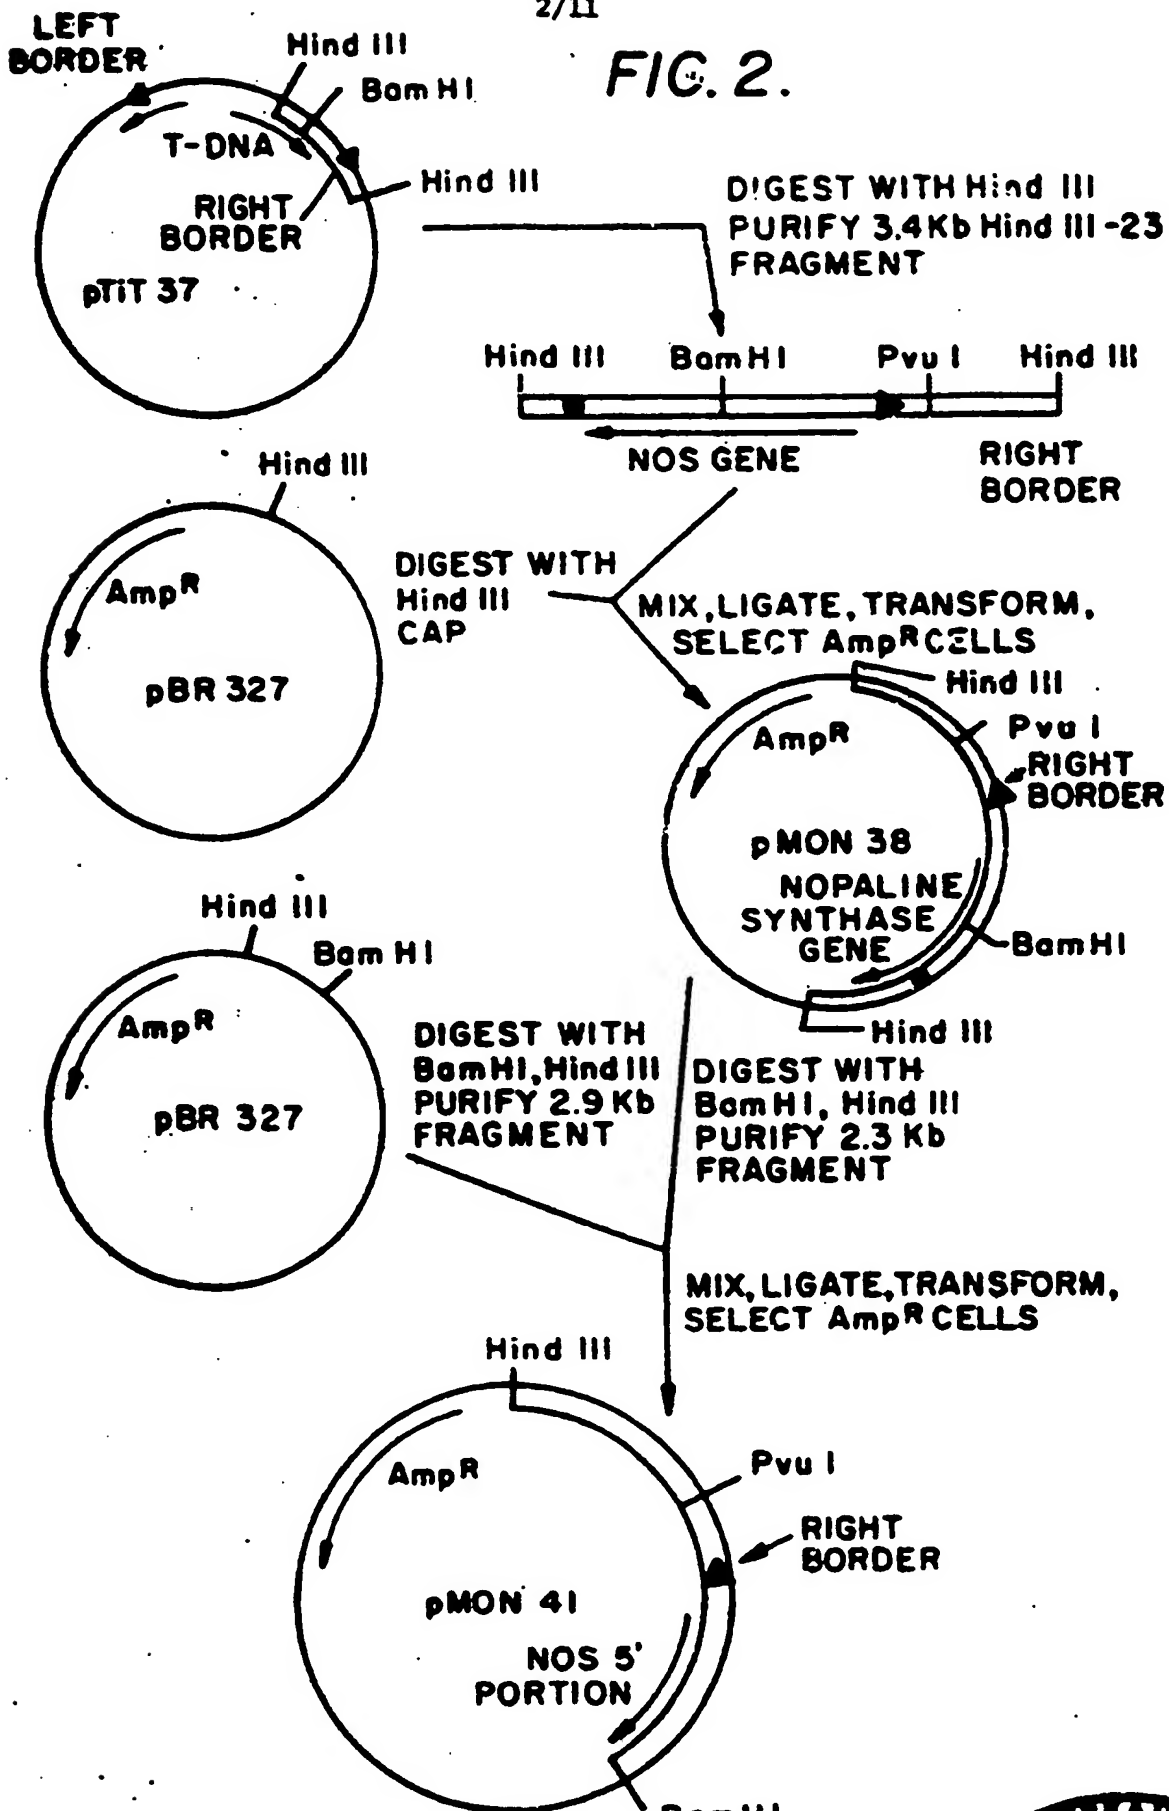 2/11
FIG. 2.
LEFT
BORDER
Hind III
Bam HI
T-DNA
Hind III
RIGHT
BORDER
pTiT 37
DIGEST WITH Hind III
PURIFY 3.4 Kb Hind III-23
FRAGMENT
Hind III
BamHI
Pvu I
Hind III
NOS GENE
RIGHT
BORDER
Hind III
AmpR
pBR 327
DIGEST WITH
Hind III
CAP
MIX, LIGATE, TRANSFORM,
SELECT AmpR CELLS
Hind III
Pvu I
RIGHT
BORDER
AmpR
pMON 38
NOPALINE
SYNTHASE
GENE
BamHI
Hind III
Hind III
Bam HI
AmpR
pBR 327
DIGEST WITH
BamHI, Hind III
PURIFY 2.9 Kb
FRAGMENT
DIGEST WITH
BamHI, Hind III
PURIFY 2.3 Kb
FRAGMENT
MIX, LIGATE, TRANSFORM,
SELECT AmpR CELLS
Hind III
Pvu I
AmpR
RIGHT
BORDER
pMON 41
NOS 5'
PORTION
BamHI